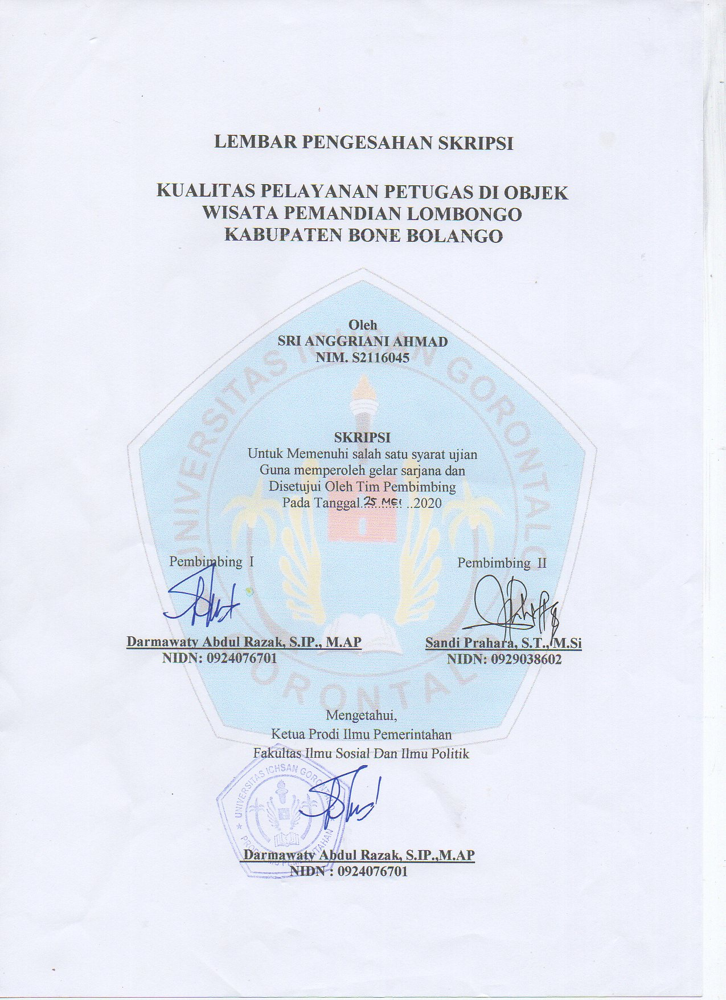 LEMBAR PENGESAHAN SKRIPSI
KUALITAS PELAYANAN PETUGAS DI OBJEK
WISATA PEMANDIAN LOMBONGO
KABUPATEN BONE BOLANGO
Oleh
SRI ANGGRIANI AHMAD
NIM. S2116045
UNIVERSITAS ICHSAN GORONTALO
SKRIPSI
Untuk Memenuhi salah satu syarat ujian
Guna memperoleh gelar sarjana dan
Disetujui Oleh Tim Pembimbing
Pada Tanggal.25 MEI ..2020
Pembimbing I
Pembimbing II
Darmawaty Abdul Razak, S.IP., M.AP
NIDN: 0924076701
Sandi Prahara, S.T., M.Si
NIDN: 0929038602
GORONTALO
Mengetahui,
Ketua Prodi Ilmu Pemerintahan
Fakultas Ilmu Sosial Dan Ilmu Politik
UNIVERSITAS ICHSAN GORONTALO
PRODI ILMU PEMERINTAHAN
Darmawaty Abdul Razak, S.IP.,M.AP
NIDN : 0924076701